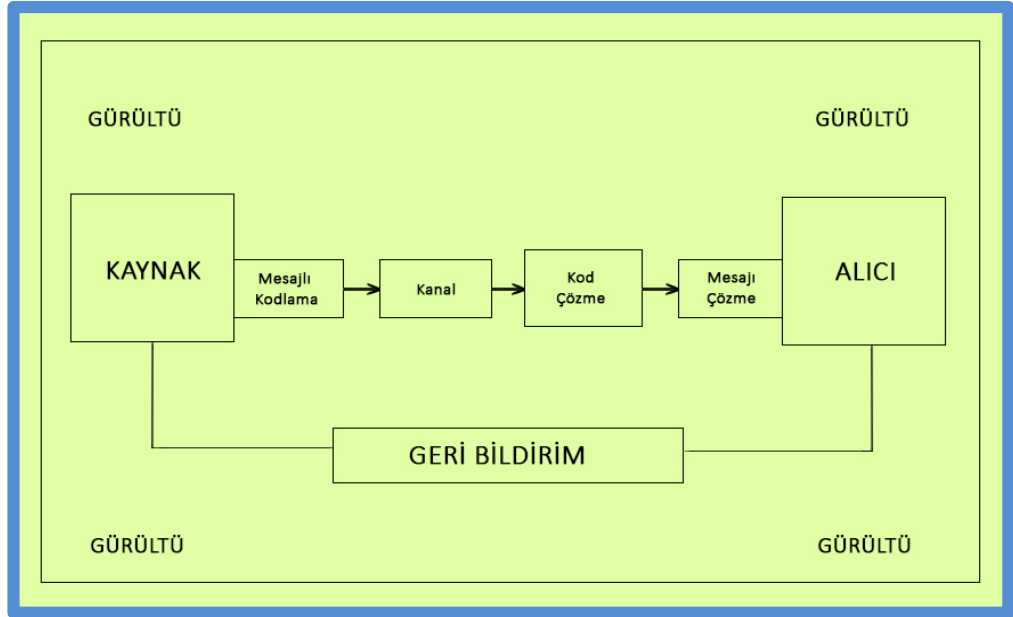 GÜRÜLTÜ
GÜRÜLTÜ
KAYNAK
Mesajlı
Kodlama
Kanal
Kod
Çözme
Mesajı
Çözme
ALICI
GERİ BİLDİRİM
GÜRÜLTÜ
GÜRÜLTÜ